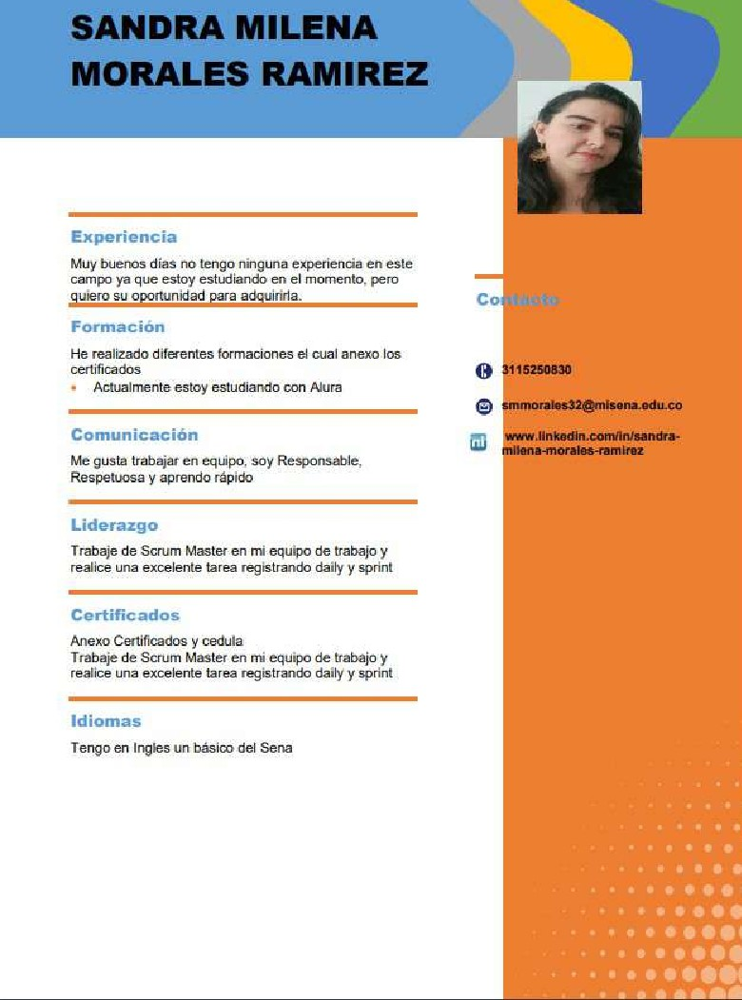 SANDRA MILENA
MORALES RAMIREZ
Experiencia
Muy buenos días no tengo ninguna experiencia en este
campo ya que estoy estudiando en el momento, pero
quiero su oportunidad para adquirirla.
Formación
He realizado diferentes formaciones el cual anexo los
certificados
• Actualmente estoy estudiando con Alura
Comunicación
Me gusta trabajar en equipo, soy Responsable,
Respetuosa y aprendo rápido
Liderazgo
Trabaje de Scrum Master en mi equipo de trabajo y
realice una excelente tarea registrando daily y sprint
Certificados
Anexo Certificados y cedula
Trabaje de Scrum Master en mi equipo de trabajo y
realice una excelente tarea registrando daily y sprint
Idiomas
Tengo en Ingles un básico del Sena
Contacto
3115250830
smmorales32@misena.edu.co
www.linkedin.com/in/sandra-
milena-morales-ramirez